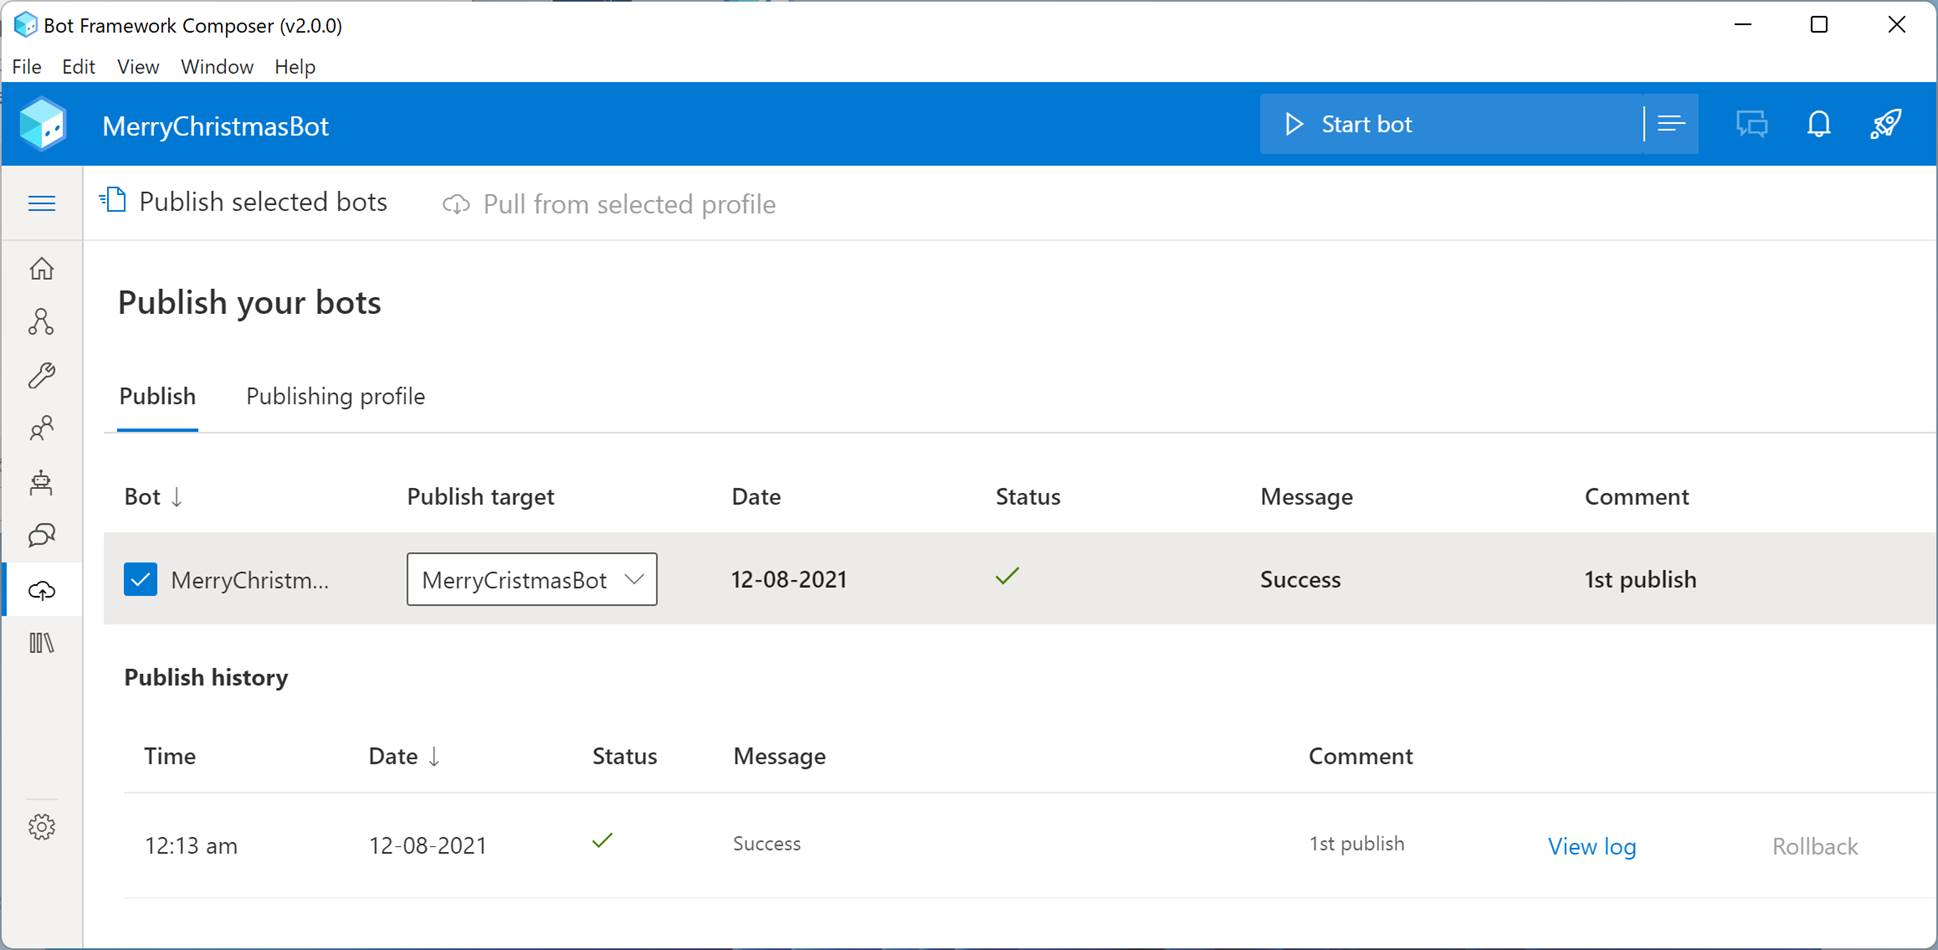 Bot Framework Composer (v2.0.0)
File Edit View Window Help
MerryChristmasBot Start bot
Publish selected bots Pull from selected profile
Publish your bots
Publish Publishing profile
Bot ↓ Publish target Date Status Message Comment
MerryChristm... MerryCristmasBot 12-08-2021 Success 1st publish
Publish history
Time Date ↓ Status Message Comment
12:13 am 12-08-2021 Success 1st publish View log Rollback